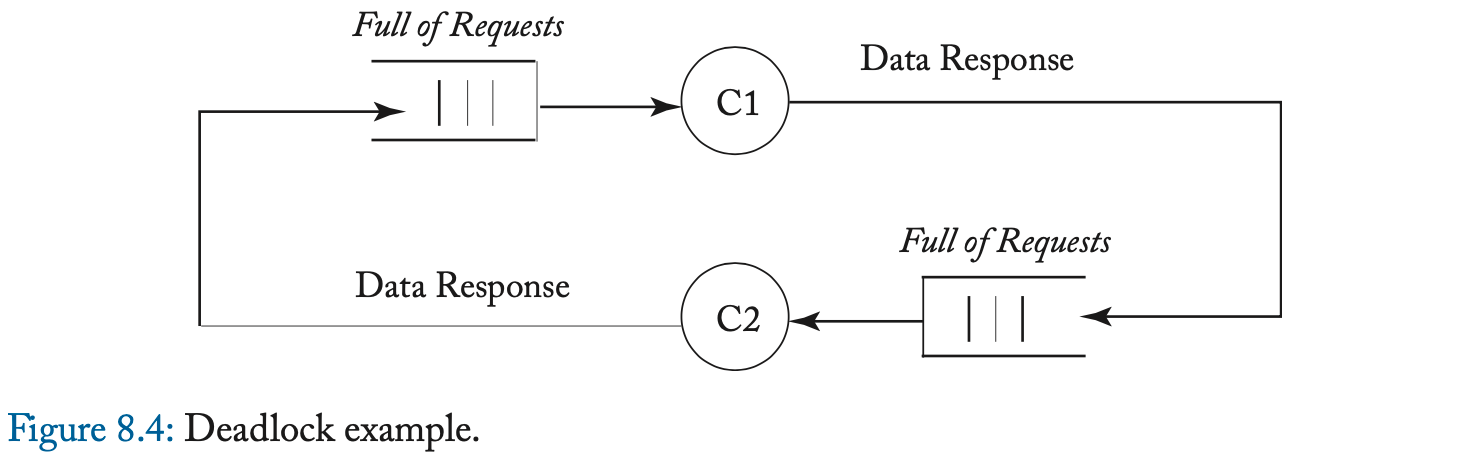 Full of Requests
Data Response
C1
Full of Requests
Data Response
C2
Figure 8.4: Deadlock example.